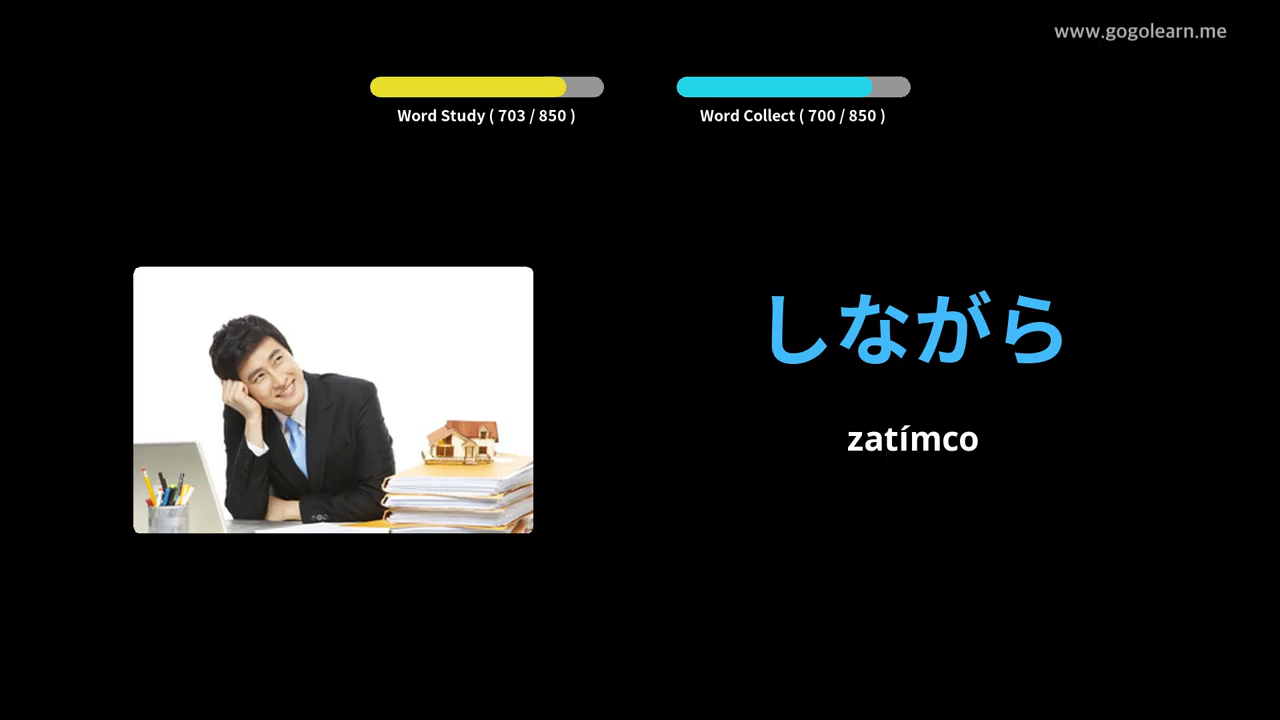 www.gogolearn.me
Word Study ( 703 / 850 )
Word Collect ( 700 / 850 )
しながら
zatímco